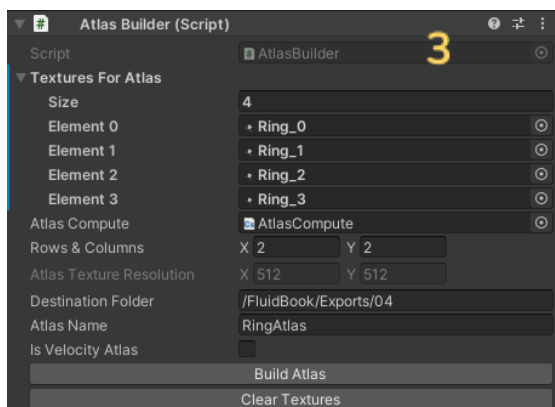 # Atlas Builder (Script)
Script AtlasBuilder 3
Textures For Atlas
Size 4
Element 0 Ring_0
Element 1 Ring_1
Element 2 Ring_2
Element 3 Ring_3
Atlas Compute AtlasCompute
Rows & Columns X 2 Y 2
Atlas Texture Resolution X 512 Y 512
Destination Folder /FluidBook/Exports/04
Atlas Name RingAtlas
Is Velocity Atlas
Build Atlas
Clear Textures